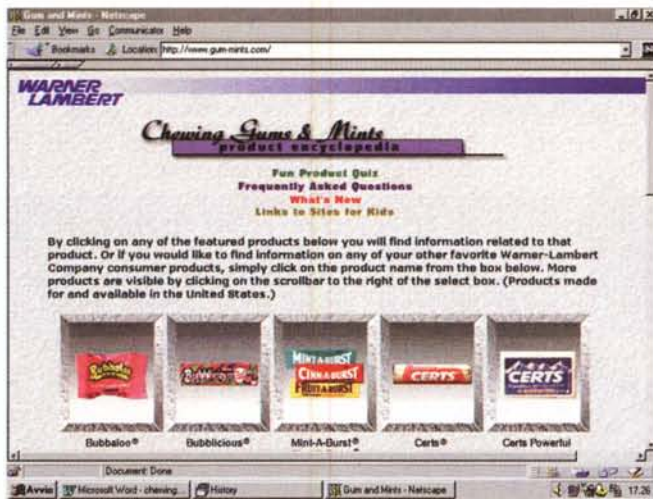 Gum and Mints - Netscape
File Edit View Go Communicator Help
Bookmarks Location: http://www.gum-mints.com/
WARNER
LAMBERT
Chewing Gums & Mints
product encyclopedia
Fun Product Quiz
Frequently Asked Questions
What's New
Links to Sites for Kids
By clicking on any of the featured products below you will find information related to that
product. Or if you would like to find information on any of your other favorite Warner-Lambert
Company consumer products, simply click on the product name from the box below. More
products are visible by clicking on the scrollbar to the right of the select box. (Products made
for and available in the United States.)
Bubbaloo
Bubblicious
MINT•A•BURST
CINN•A•BURST
FRUIT•A•BURST
CERTS
CERTS
Bubbaloo® Bubblicious® Mint-A-Burst® Certs® Certs Powerful
Document: Done
Avvio Microsoft Word - chewing... History Gum and Mints - Netscape 17.26